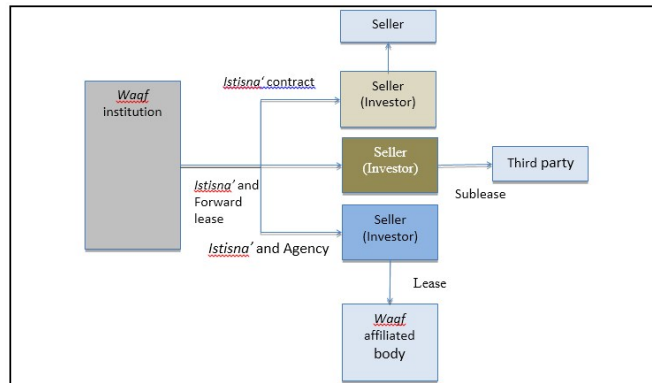 Seller
Istisna‘ contract
Waqf
institution
Seller
(Investor)
Seller
(Investor)
Third party
Istisna’ and
Forward
lease
Sublease
Istisna’ and Agency
Seller
(Investor)
Lease
Waqf
affiliated
body